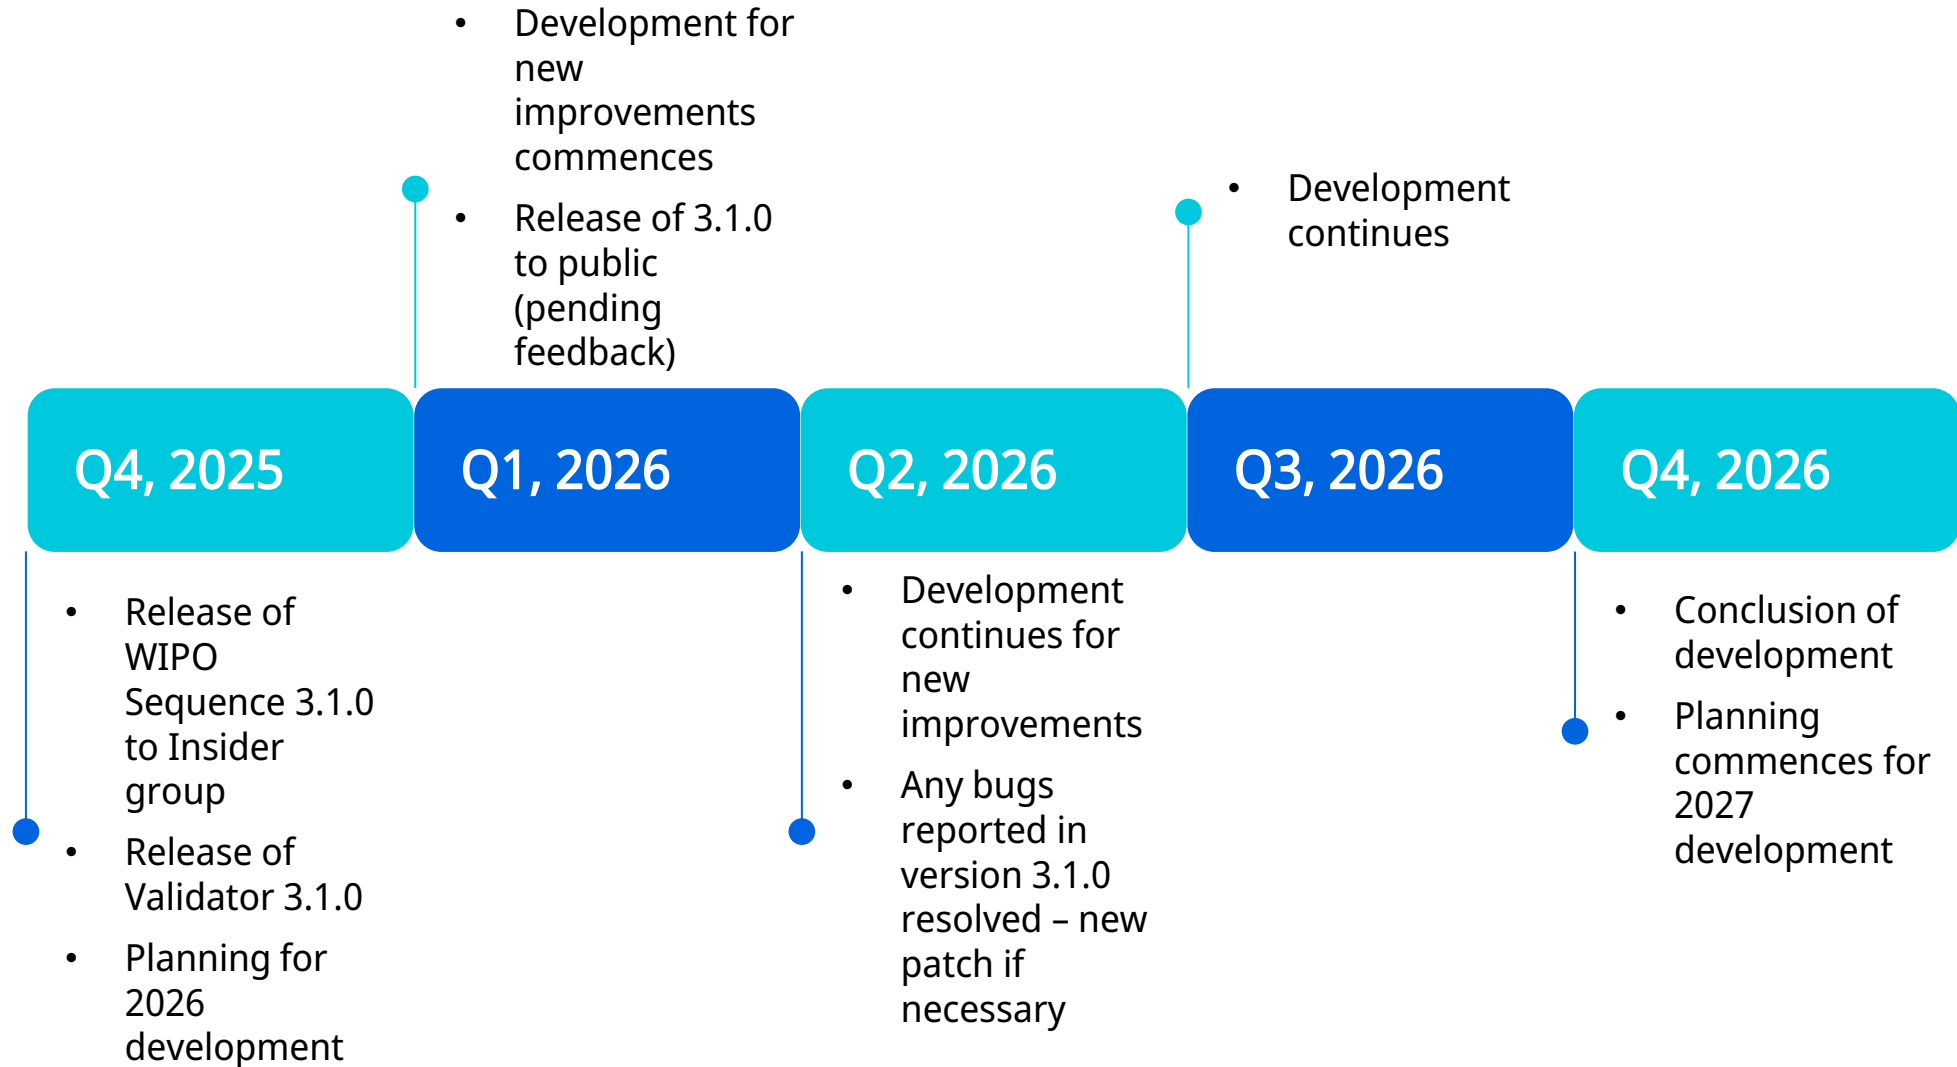 • Development for
new
improvements
commences
• Release of 3.1.0
to public
(pending
feedback)
• Development
continues
Q4, 2025
Q1, 2026
Q2, 2026
Q3, 2026
Q4, 2026
• Release of
WIPO
Sequence 3.1.0
to Insider
group
• Release of
Validator 3.1.0
• Planning for
2026
development
• Development
continues for
new
improvements
• Any bugs
reported in
version 3.1.0
resolved – new
patch if
necessary
• Conclusion of
development
• Planning
commences for
2027
development